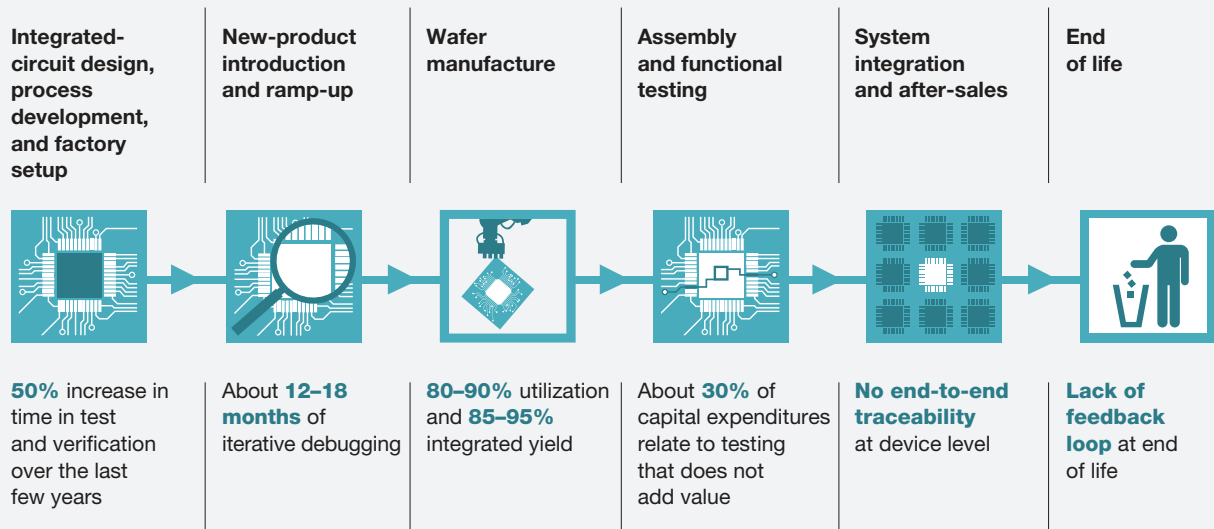 Integrated-
circuit design,
process
development,
and factory
setup
New-product
introduction
and ramp-up
Wafer
manufacture
Assembly
and functional
testing
System
integration
and after-sales
End
of life
50% increase in
time in test
and verification
over the last
few years
About 12–18
months of
iterative debugging
80–90% utilization
and 85–95%
integrated yield
About 30% of
capital expenditures
relate to testing
that does not
add value
No end-to-end
traceability
at device level
Lack of
feedback
loop at end
of life